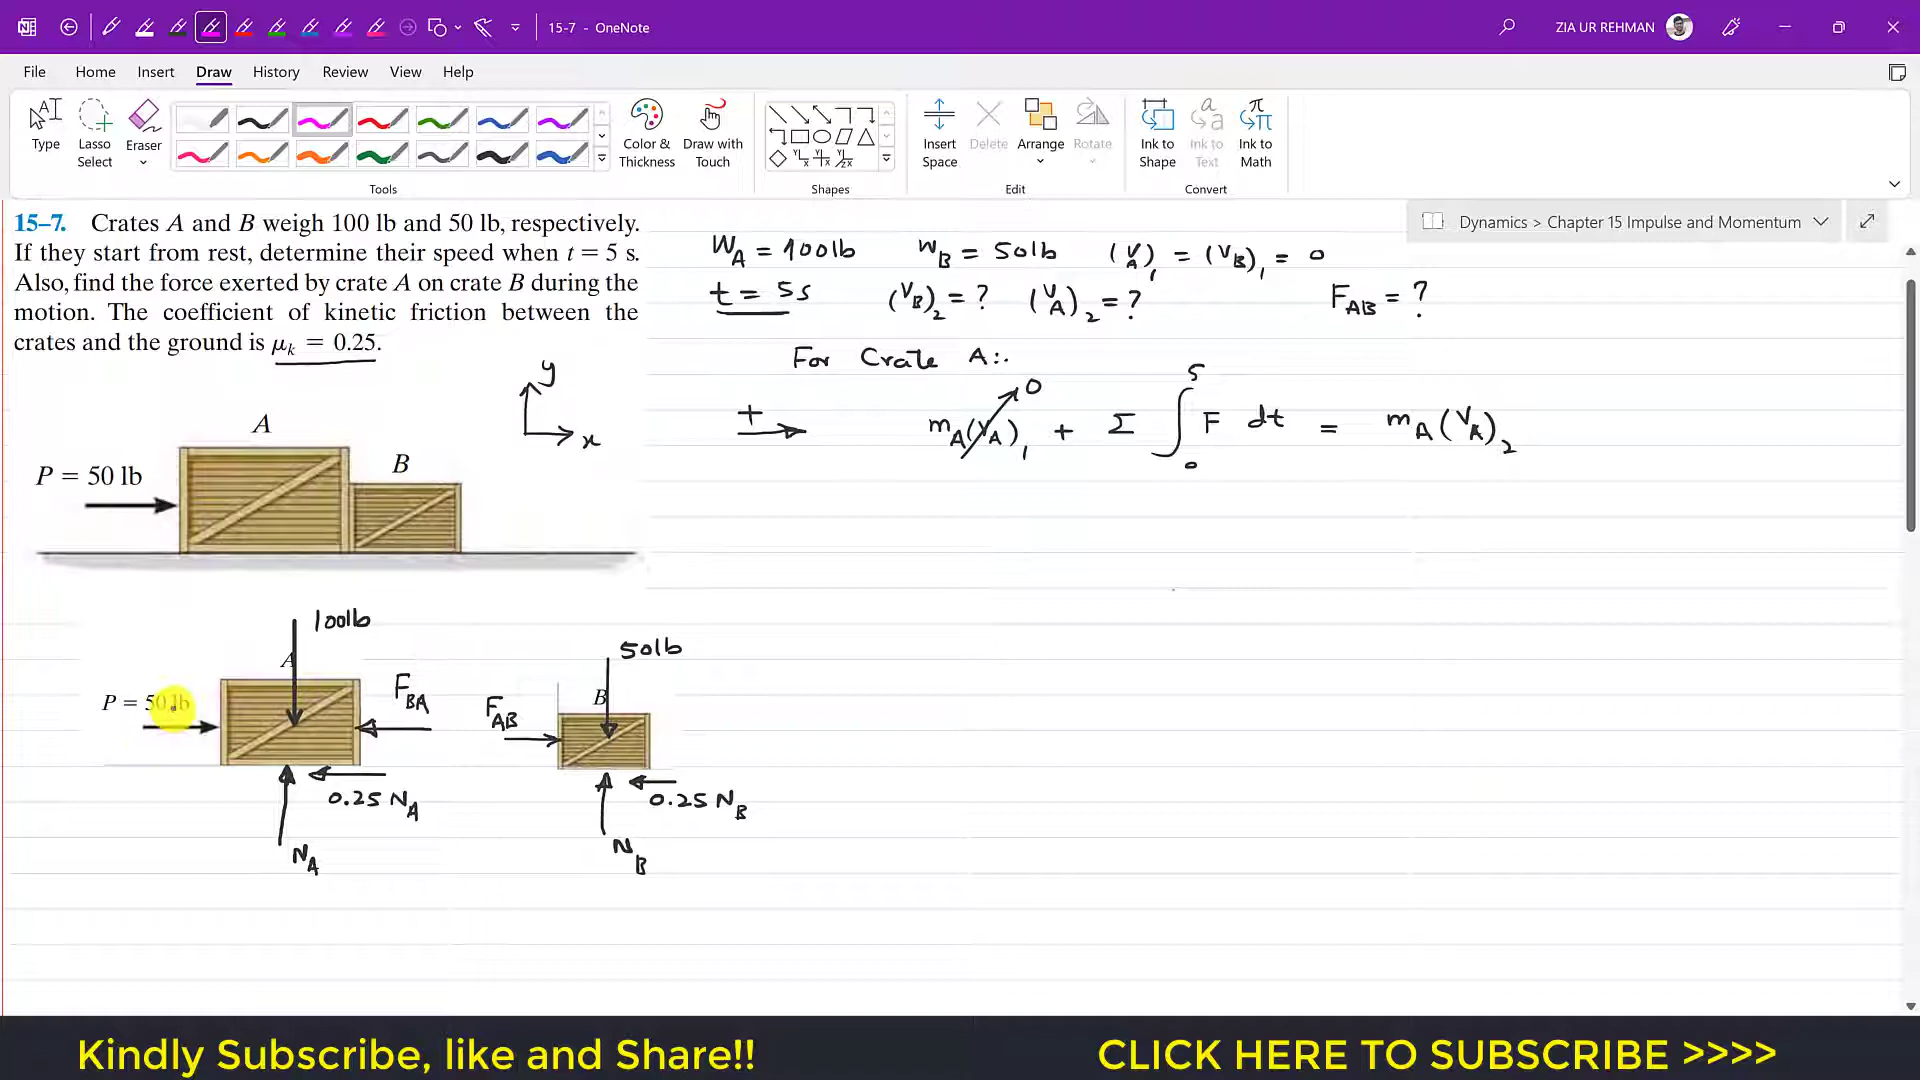 15-7 - OneNote
ZIA UR REHMAN
File Home Insert Draw History Review View Help
Type
Lasso Select
Eraser
Color & Thickness
Draw with Touch
Insert Space
Delete
Arrange
Rotate
Ink to Shape
Ink to Text
Ink to Math
Tools Shapes Edit Convert
Dynamics > Chapter 15 Impulse and Momentum
15–7. Crates A and B weigh 100 lb and 50 lb, respectively.
If they start from rest, determine their speed when t = 5 s.
Also, find the force exerted by crate A on crate B during the
motion. The coefficient of kinetic friction between the
crates and the ground is μk = 0.25.
W_A = 100lb W_B = 50lb (V_A)_1 = (V_B)_1 = 0
t = 5s (V_B)_2 = ? (V_A)_2 = ? F_AB = ?
For Crate A:.
+ m_A(V_A)_1 0 + Σ ∫_0^5 F dt = m_A(V_A)_2
y
x
A
B
P = 50 lb
100lb
50lb
A
B
P = 50 lb
F_BA
F_AB
0.25 N_A
0.25 N_B
N_A
N_B
Kindly Subscribe, like and Share!!
CLICK HERE TO SUBSCRIBE >>>>